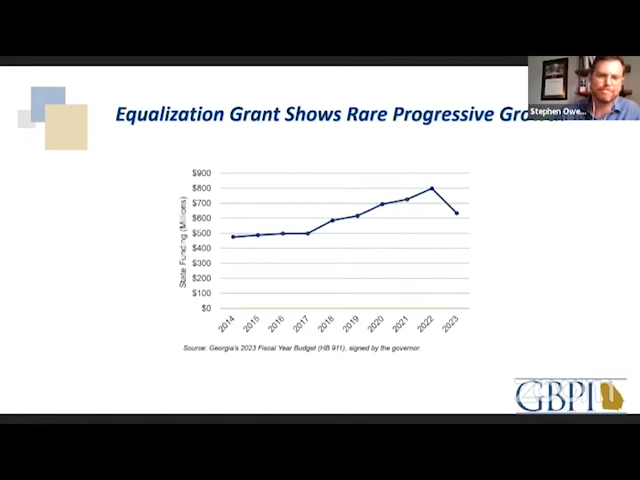 Equalization Grant Shows Rare Progressive
Stephen Owe...
State Funding (Millions)
$900
$800
$700
$600
$500
$400
$300
$200
$100
$0
2014 2015 2016 2017 2018 2019 2020 2021 2022 2023
Source: Georgia's 2023 Fiscal Year Budget (HB 911), signed by the governor.
zoom
GBPI